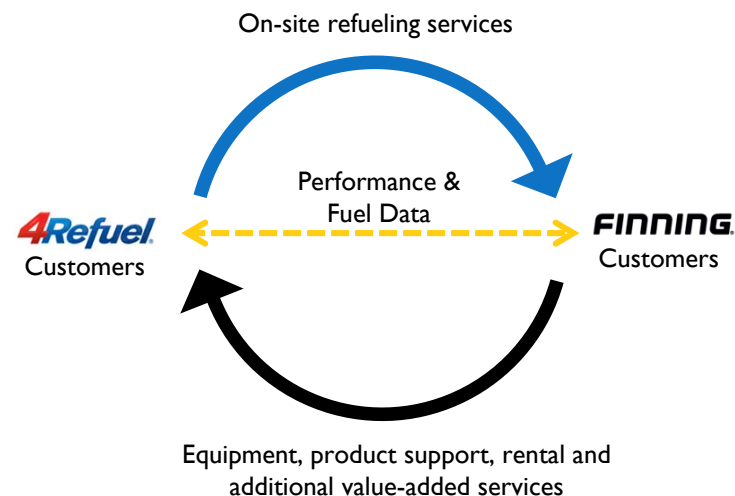 On-site refueling services
Performance &
Fuel Data
4Refuel
Customers
FINNING
Customers
Equipment, product support, rental and
additional value-added services